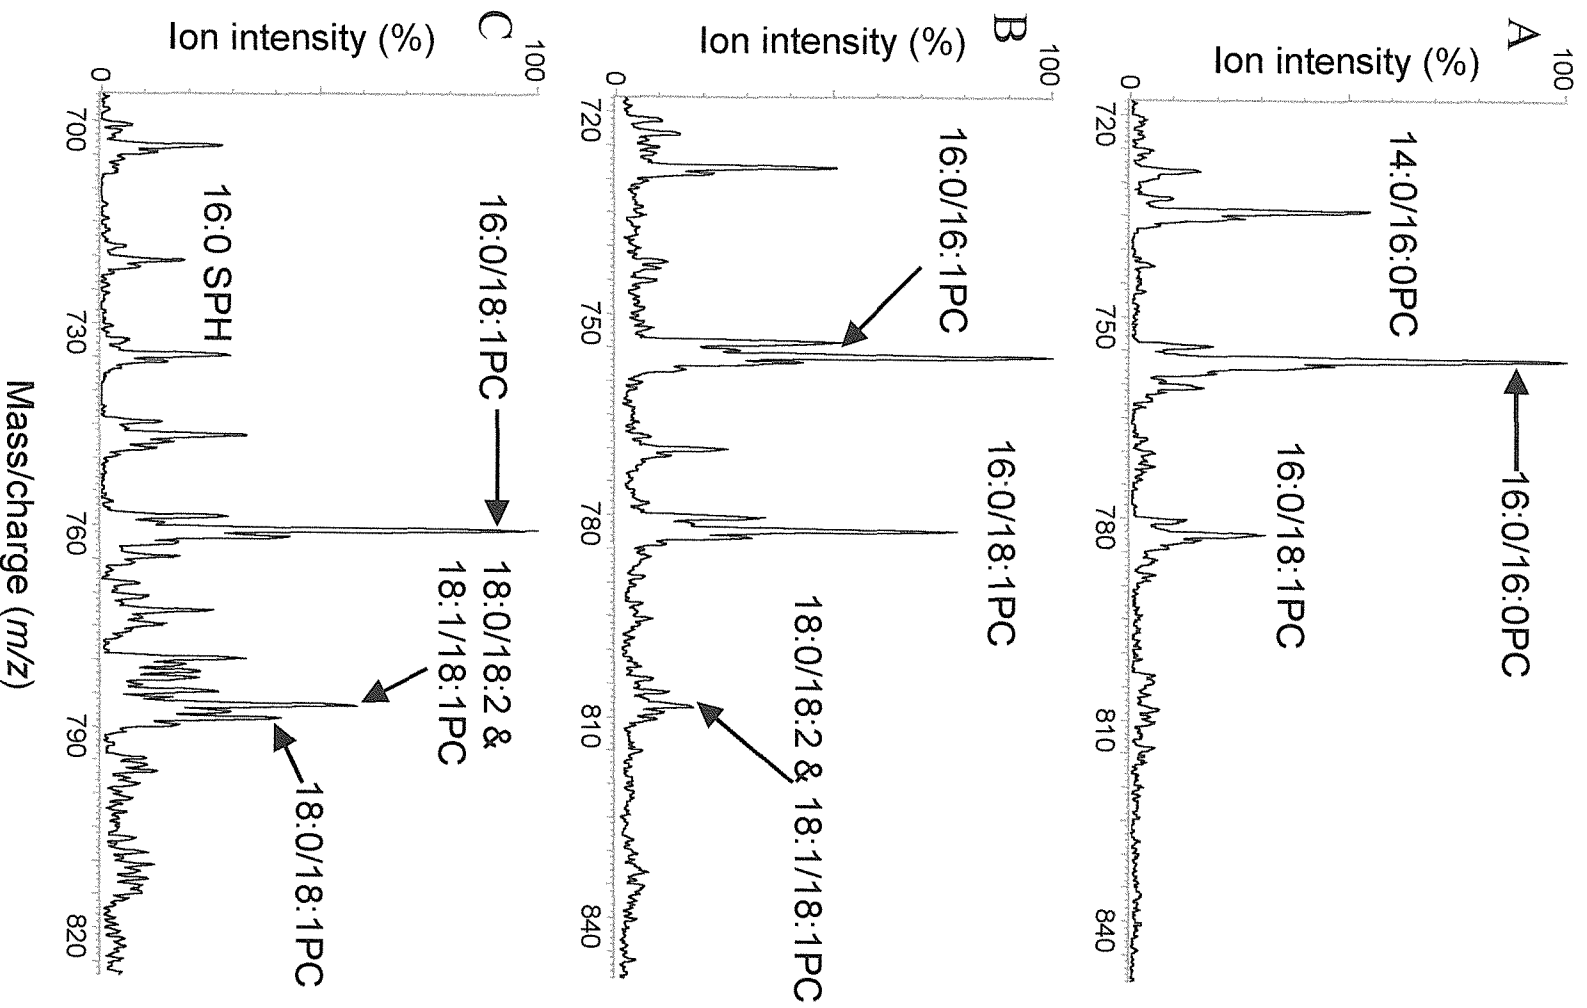 A
100
Ion intensity (%)
0
14:0/16:0PC
16:0/16:0PC
16:0/18:1PC
720
750
780
810
840
B
100
Ion intensity (%)
0
16:0/16:1PC
16:0/18:1PC
18:0/18:2 & 18:1/18:1PC
720
750
780
810
840
C
100
Ion intensity (%)
0
16:0/18:1PC
18:0/18:2 &
18:1/18:1PC
16:0 SPH
18:0/18:1PC
700
730
760
790
820
Mass/charge (m/z)